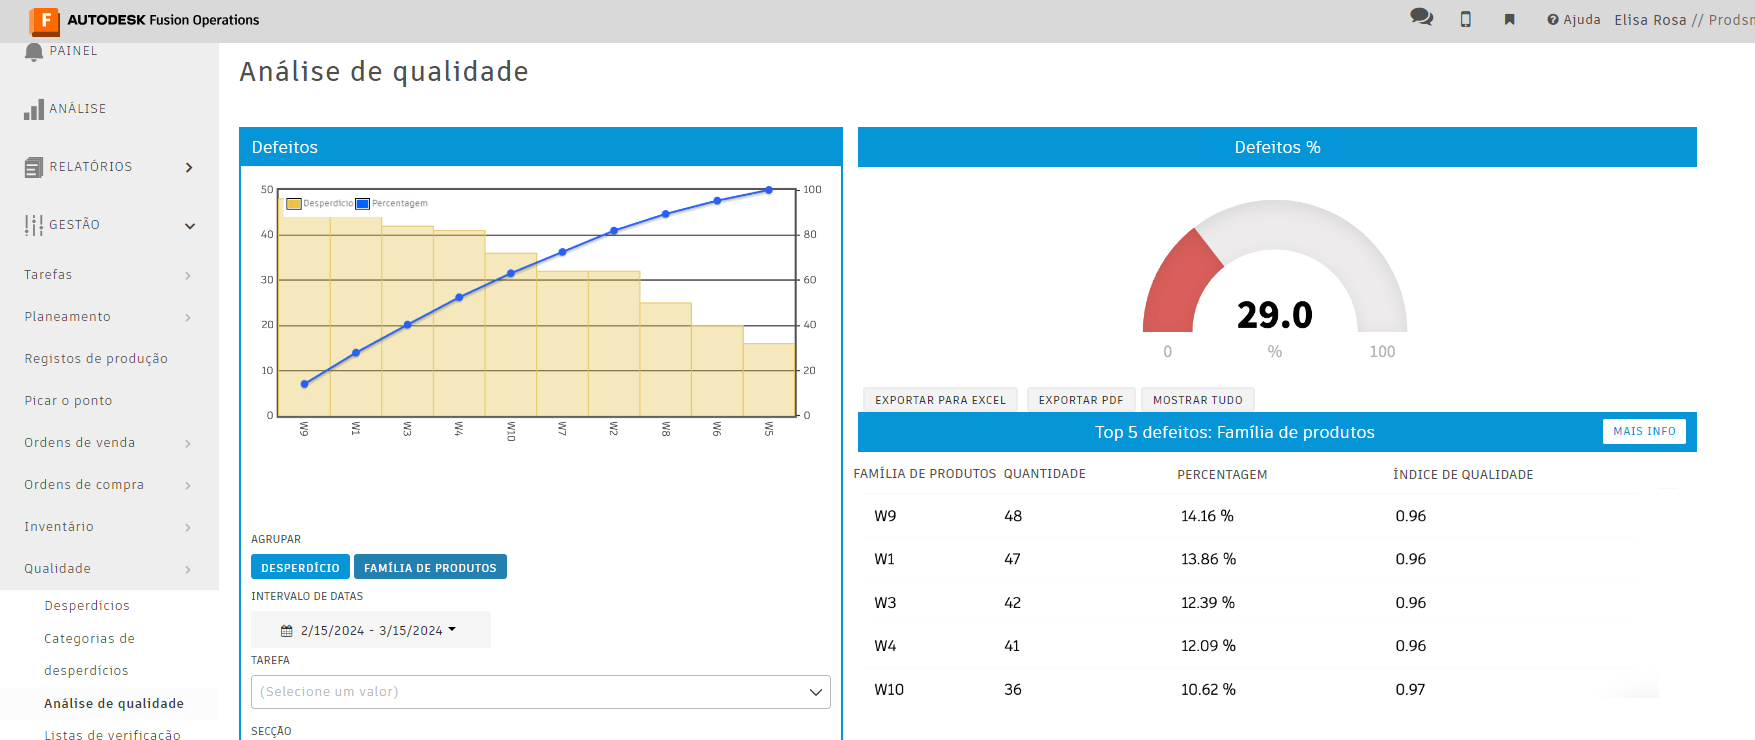 AUTODESK Fusion Operations
Ajuda
Elisa Rosa // Prodsm
PAINEL
ANÁLISE
RELATÓRIOS
GESTÃO
Tarefas
Planeamento
Registos de produção
Picar o ponto
Ordens de venda
Ordens de compra
Inventário
Qualidade
Desperdícios
Categorias de
desperdícios
Análise de qualidade
Listas de verificação
Análise de qualidade
Defeitos
Desperdício Percentagem
50
40
30
20
10
0
100
80
60
40
20
0
W9
W1
W3
W4
W10
W7
W2
W8
W6
W5
AGRUPAR
DESPERDÍCIO
FAMÍLIA DE PRODUTOS
INTERVALO DE DATAS
2/15/2024 - 3/15/2024
TAREFA
(Selecione um valor)
SECÇÃO
Defeitos %
29.0
0 % 100
EXPORTAR PARA EXCEL
EXPORTAR PDF
MOSTRAR TUDO
Top 5 defeitos: Família de produtos
MAIS INFO
FAMÍLIA DE PRODUTOS QUANTIDADE PERCENTAGEM ÍNDICE DE QUALIDADE
W9 48 14.16 % 0.96
W1 47 13.86 % 0.96
W3 42 12.39 % 0.96
W4 41 12.09 % 0.96
W10 36 10.62 % 0.97